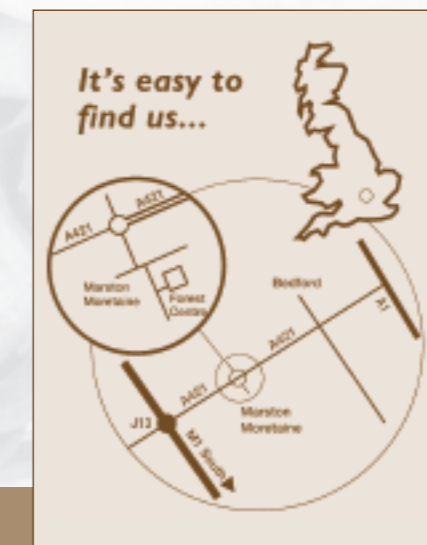 It's easy to
find us...
A421
A421
Marston
Moretaine
Forest
Centre
Bedford
A1
A421
A421
Marston
Moretaine
J13
M1 South